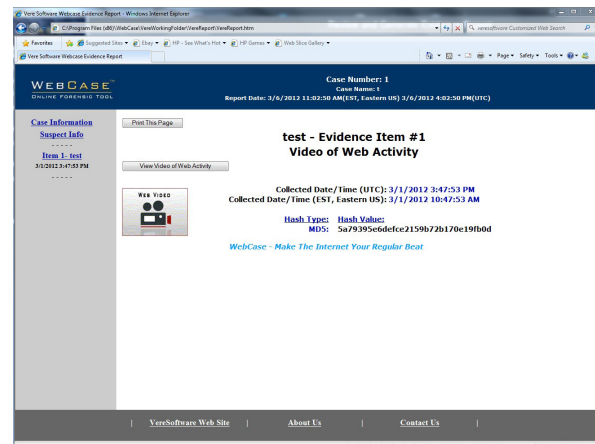 Vere Software Webcase Evidence Report - Windows Internet Explorer
C:\Program Files (x86)\WebCase\VereWorkingFolder\VereReport\VereReport.htm
veresoftware Customized Web Search
Favorites Suggested Sites Ebay HP - See What's Hot HP Games Web Slice Gallery
Vere Software Webcase Evidence Report
Page Safety Tools
WEBCASE™
ONLINE FORENSIC TOOL
Case Number: 1
Case Name: t
Report Date: 3/6/2012 11:02:50 AM(EST, Eastern US) 3/6/2012 4:02:50 PM(UTC)
Case Information
Suspect Info
- - - - -
Item 1- test
3/1/2012 3:47:53 PM
- - - - -
Print This Page
test - Evidence Item #1
Video of Web Activity
View Video of Web Activity
WEB VIDEO
Collected Date/Time (UTC): 3/1/2012 3:47:53 PM
Collected Date/Time (EST, Eastern US): 3/1/2012 10:47:53 AM
Hash Type: Hash Value:
MD5: 5a79395e6defce2159b72b170e19fb0d
WebCase - Make The Internet Your Regular Beat
| VereSoftware Web Site | About Us | Contact Us |